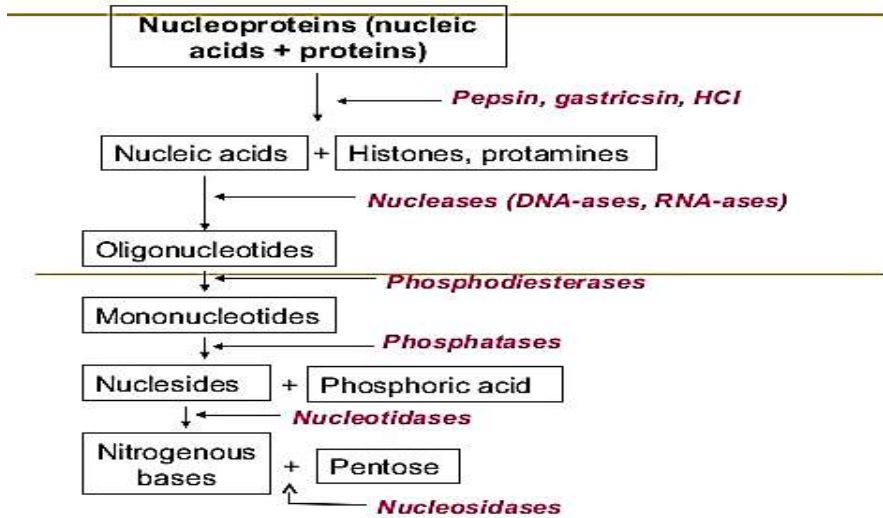 Nucleoproteins (nucleic
acids + proteins)
Pepsin, gastricsin, HCl
Nucleic acids + Histones, protamines
Nucleases (DNA-ases, RNA-ases)
Oligonucleotides
Phosphodiesterases
Mononucleotides
Phosphatases
Nuclesides + Phosphoric acid
Nucleotidases
Nitrogenous
bases + Pentose
Nucleosidases